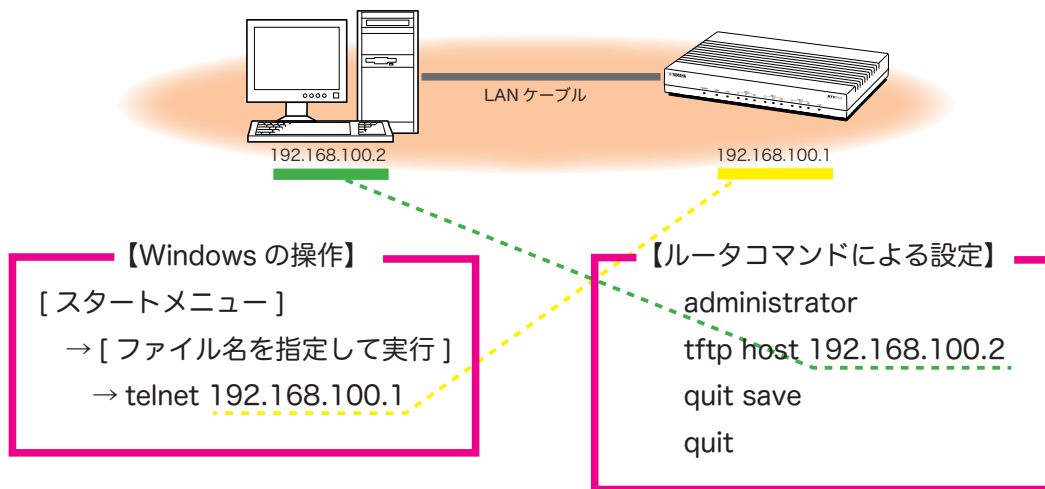 LAN ケーブル
192.168.100.2
192.168.100.1
【Windows の操作】
[ スタートメニュー ]
→ [ ファイル名を指定して実行 ]
→ telnet 192.168.100.1
【ルータコマンドによる設定】
administrator
tftp host 192.168.100.2
quit save
quit